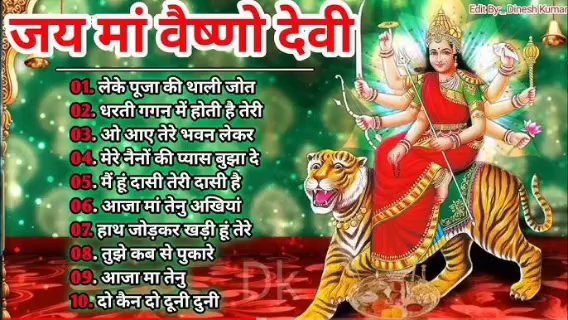 Edit By:. Dinesh Kumar
जय मां वैष्णो देवी
01. लेके पूजा की थाली जोत
02. धरती गगन में होती है तेरी
03. ओ आए तेरे भवन लेकर
04. मेरे नैनों की प्यास बुझा दे
05. मैं हूं दासी तेरी दासी है
06. आजा मां तेनु अखियां
07. हाथ जोड़कर खड़ी हूं तेरे
08. तुझे कब से पुकारे
09. आजा मा तेनु
10. दो कैन दो दूनी दुनी
Dk